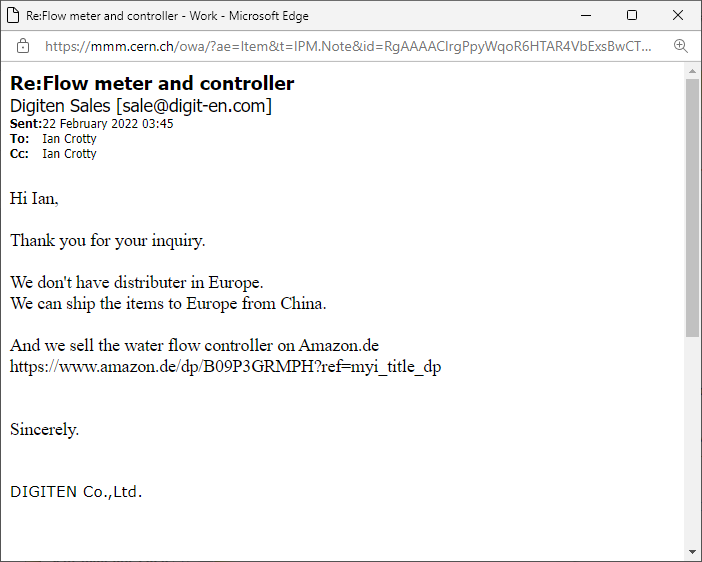 Re:Flow meter and controller - Work - Microsoft Edge
https://mmm.cern.ch/owa/?ae=Item&t=IPM.Note&id=RgAAAACIrgPpyWqoR6HTAR4VbExsBwCT...
Re:Flow meter and controller
Digiten Sales [sale@digit-en.com]
Sent:22 February 2022 03:45
To: Ian Crotty
Cc: Ian Crotty
Hi Ian,
Thank you for your inquiry.
We don't have distributer in Europe.
We can ship the items to Europe from China.
And we sell the water flow controller on Amazon.de
https://www.amazon.de/dp/B09P3GRMPH?ref=myi_title_dp
Sincerely.
DIGITEN Co.,Ltd.